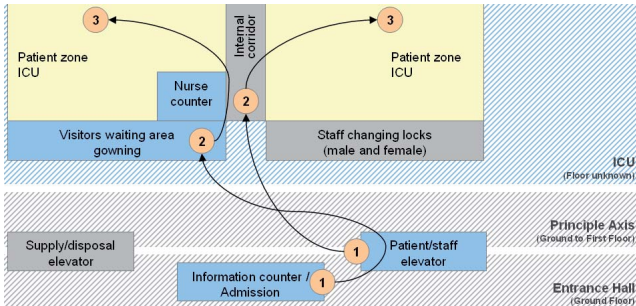 3
3
Internal
corridor
Patient zone
ICU
Patient zone
ICU
Nurse
counter
2
Visitors waiting area
gowning
2
Staff changing locks
(male and female)
ICU
(Floor unknown)
Principle Axis
(Ground to First Floor)
Supply/disposal
elevator
1
Patient/staff
elevator
Information counter /
Admission
1
Entrance Hall
(Ground Floor)